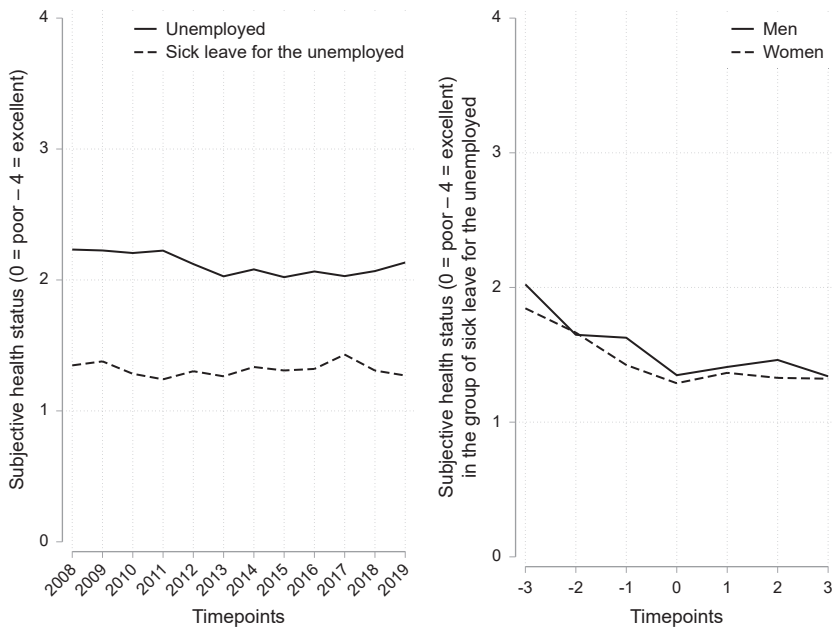 Subjective health status (0 = poor – 4 = excellent)
4
3
2
1
0
Unemployed
Sick leave for the unemployed
2008 2009 2010 2011 2012 2013 2014 2015 2016 2017 2018 2019
Timepoints
Subjective health status (0 = poor – 4 = excellent)
in the group of sick leave for the unemployed
4
3
2
1
0
Men
Women
-3 -2 -1 0 1 2 3
Timepoints